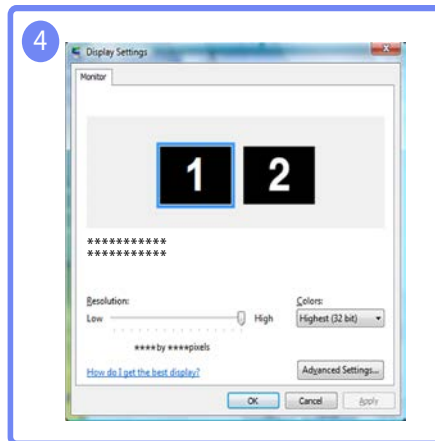 4
Display Settings
Monitor
1 2
***********
***********
Resolution: Colors:
Low High Highest (32 bit)
****by ****pixels
How do I get the best display? Advanced Settings...
OK Cancel Apply